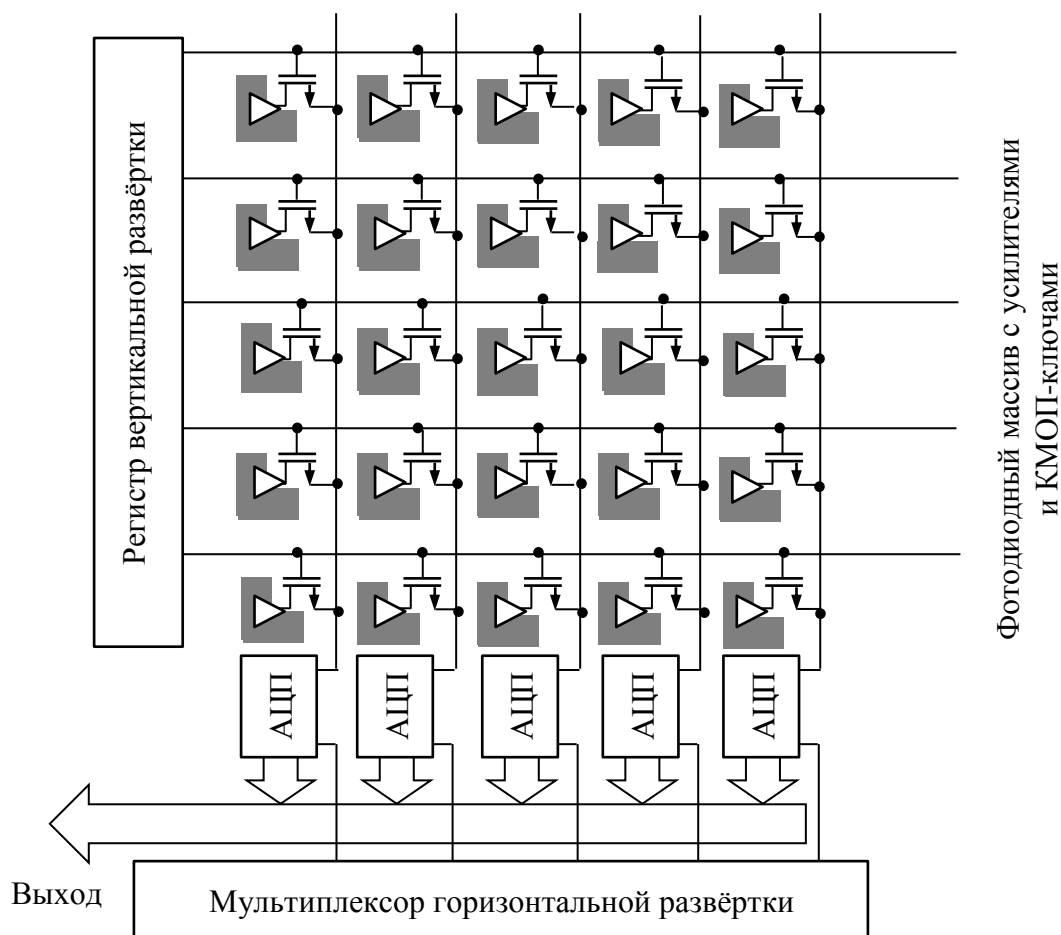 Регистр вертикальной развёртки
Фотодиодный массив с усилителями
и КМОП-ключами
АЦП
АЦП
АЦП
АЦП
АЦП
Выход
Мультиплексор горизонтальной развёртки